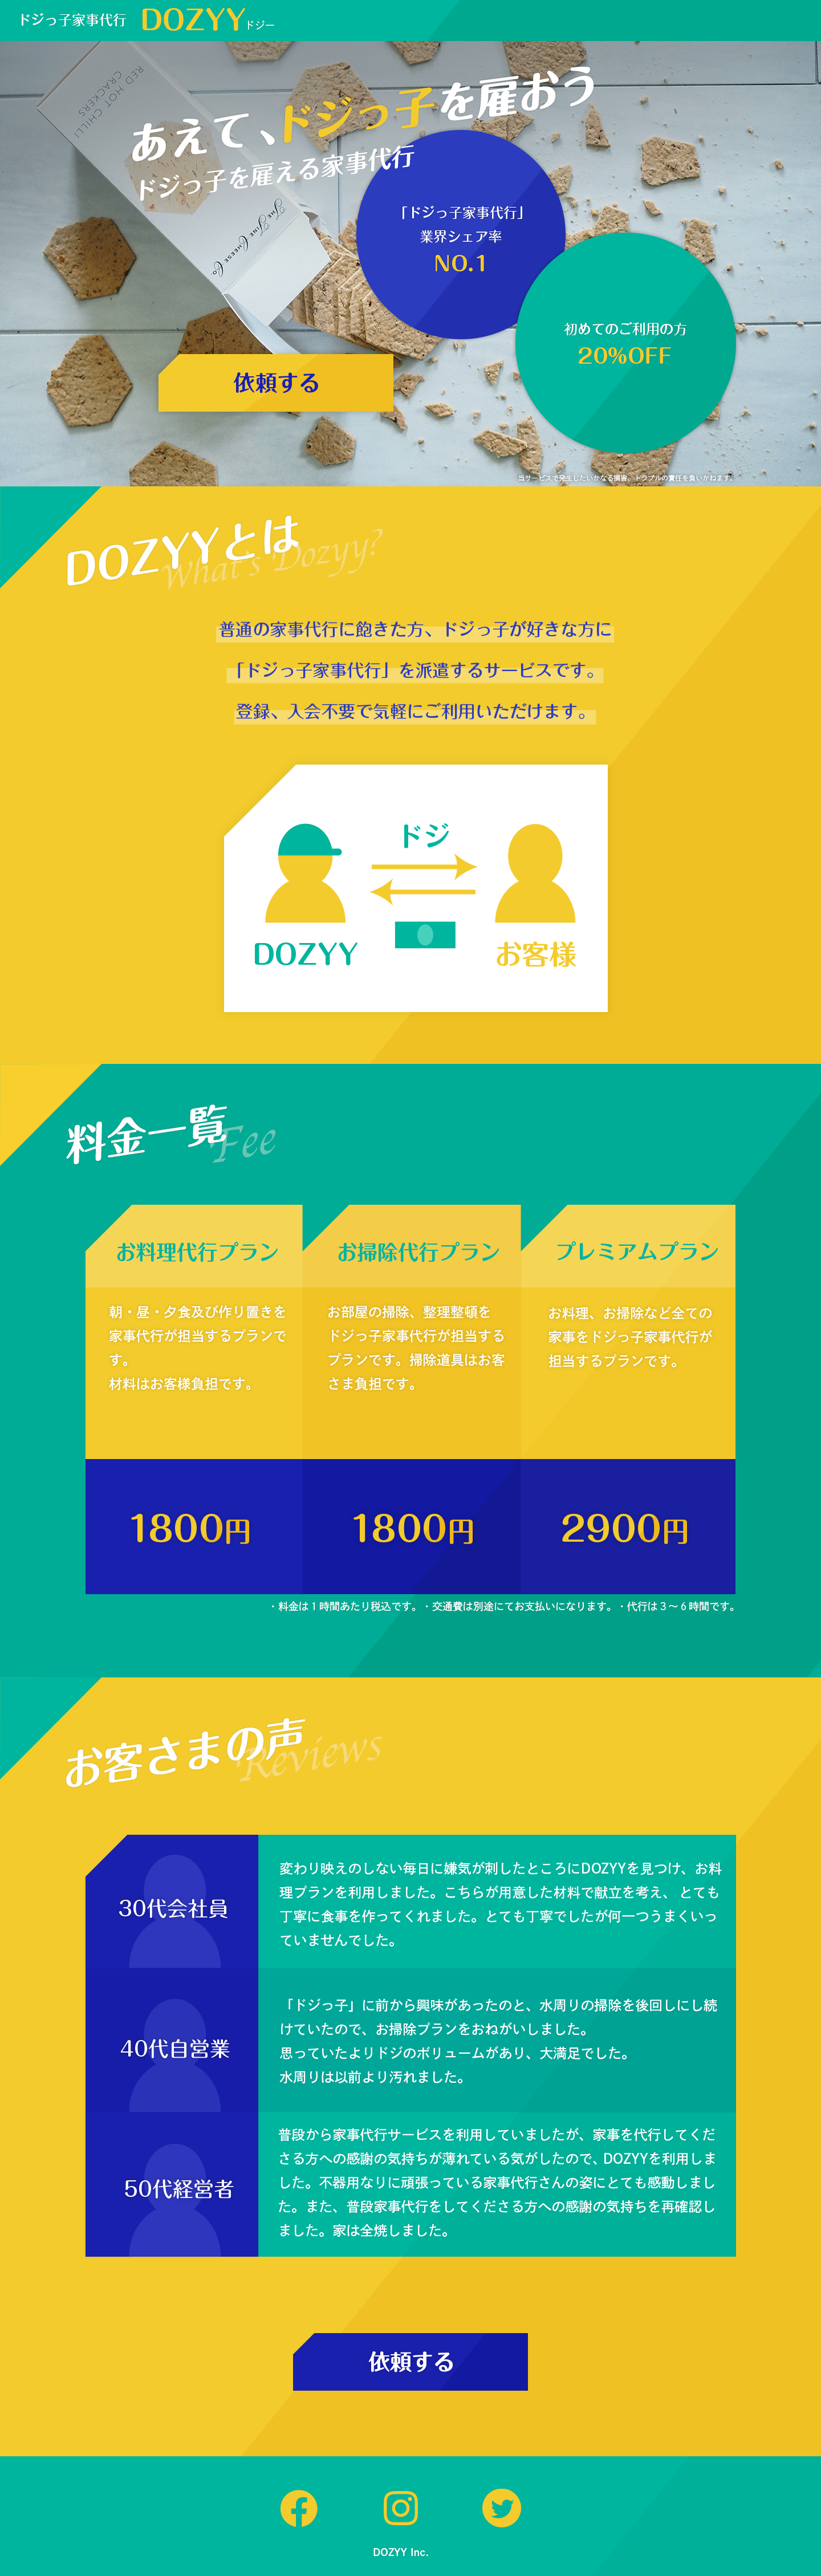 ドジっ子家事代行 DOZYY ドジー
RED HOT CHILLI
CRACKERS
あえて、ドジっ子を雇おう
ドジっ子を雇える家事代行
THE FINE CHEESE CO.
「ドジっ子家事代行」
業界シェア率
NO.1
初めてのご利用の方
20%OFF
依頼する
当サービスで発生したいかなる損害、トラブルの責任を負いかねます。
DOZYYとは
What's Dozyy?
普通の家事代行に飽きた方、ドジっ子が好きな方に
「ドジっ子家事代行」を派遣するサービスです。
登録、入会不要で気軽にご利用いただけます。
ドジ
DOZYY
お客様
料金一覧
Fee
お料理代行プラン
朝・昼・夕食及び作り置きを
家事代行が担当するプランで
す。
材料はお客様負担です。
1800円
お掃除代行プラン
お部屋の掃除、整理整頓を
ドジっ子家事代行が担当する
プランです。掃除道具はお客
さま負担です。
1800円
プレミアムプラン
お料理、お掃除など全ての
家事をドジっ子家事代行が
担当するプランです。
2900円
・料金は１時間あたり税込です。・交通費は別途にてお支払いになります。・代行は３～６時間です。
お客さまの声
Reviews
30代会社員
変わり映えのしない毎日に嫌気が刺したところにDOZYYを見つけ、お料
理プランを利用しました。こちらが用意した材料で献立を考え、とても
丁寧に食事を作ってくれました。とても丁寧でしたが何一つうまくいっ
ていませんでした。
40代自営業
「ドジっ子」に前から興味があったのと、水周りの掃除を後回しにし続
けていたので、お掃除プランをおねがいしました。
思っていたよりドジのボリュームがあり、大満足でした。
水周りは以前より汚れました。
50代経営者
普段から家事代行サービスを利用していましたが、家事を代行してくだ
さる方への感謝の気持ちが薄れている気がしたので、DOZYYを利用しま
した。不器用なりに頑張っている家事代行さんの姿にとても感動しまし
た。また、普段家事代行をしてくださる方への感謝の気持ちを再確認し
ました。家は全焼しました。
依頼する
DOZYY Inc.